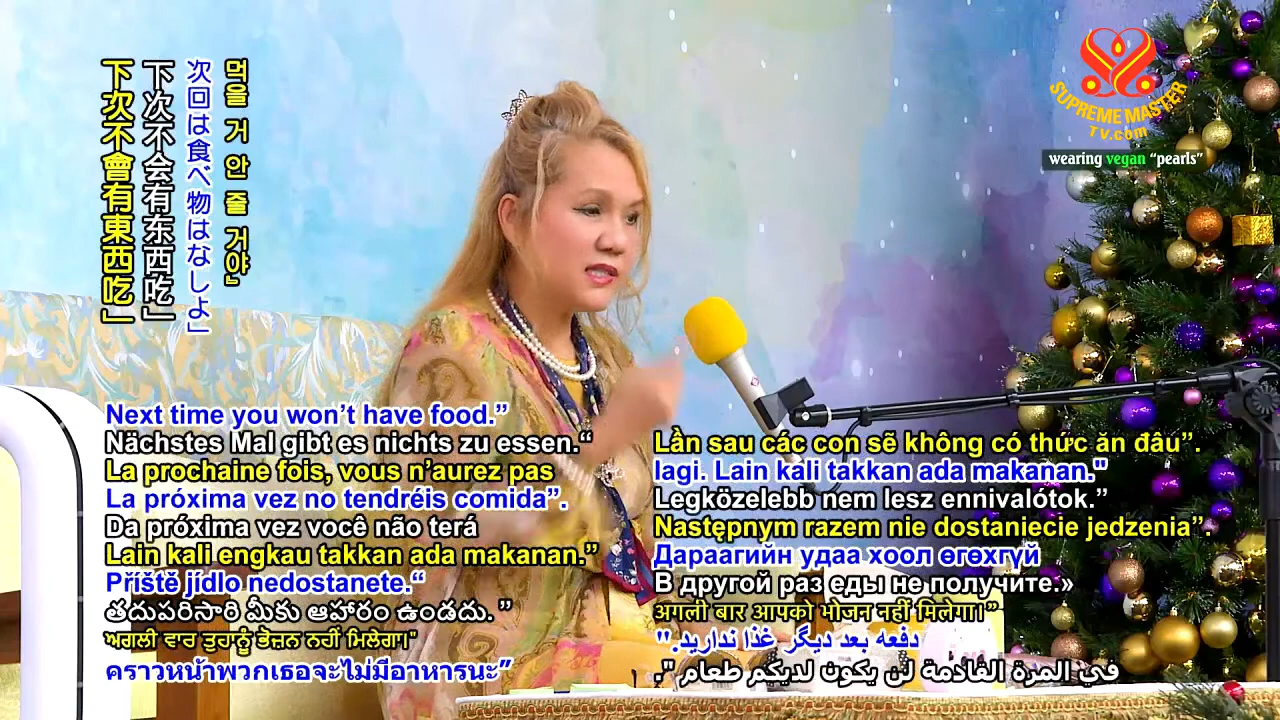 먹을 거 안 줄 거야』
次回は食べ物はなしよ」
下次不会有东西吃」
下次不會有東西吃」
SUPREME MASTER
TV.com
wearing vegan “pearls”
Next time you won’t have food.”
Nächstes Mal gibt es nichts zu essen.“
La prochaine fois, vous n’aurez pas
La próxima vez no tendréis comida”.
Da próxima vez você não terá
Lain kali engkau takkan ada makanan.”
Příště jídlo nedostanete.“
తదుపరిసారి మీకు ఆహారం ఉండదు.”
ਅਗਲੀ ਵਾਰ ਤੁਹਾਨੂੰ ਭੋਜਨ ਨਹੀਂ ਮਿਲੇਗਾ।"
คราวหน้าพวกเธอจะไม่มีอาหารนะ”
Lần sau các con sẽ không có thức ăn đâu”.
lagi. Lain kali takkan ada makanan."
Legközelebb nem lesz ennivalótok.”
Następnym razem nie dostaniecie jedzenia”.
Дараагийн удаа хоол өгөхгүй
В другой раз еды не получите.»
अगली बार आपको भोजन नहीं मिलेगा।”
دفعه بعد دیگر غذا ندارید."
في المرة القادمة لن يكون لديكم طعام".